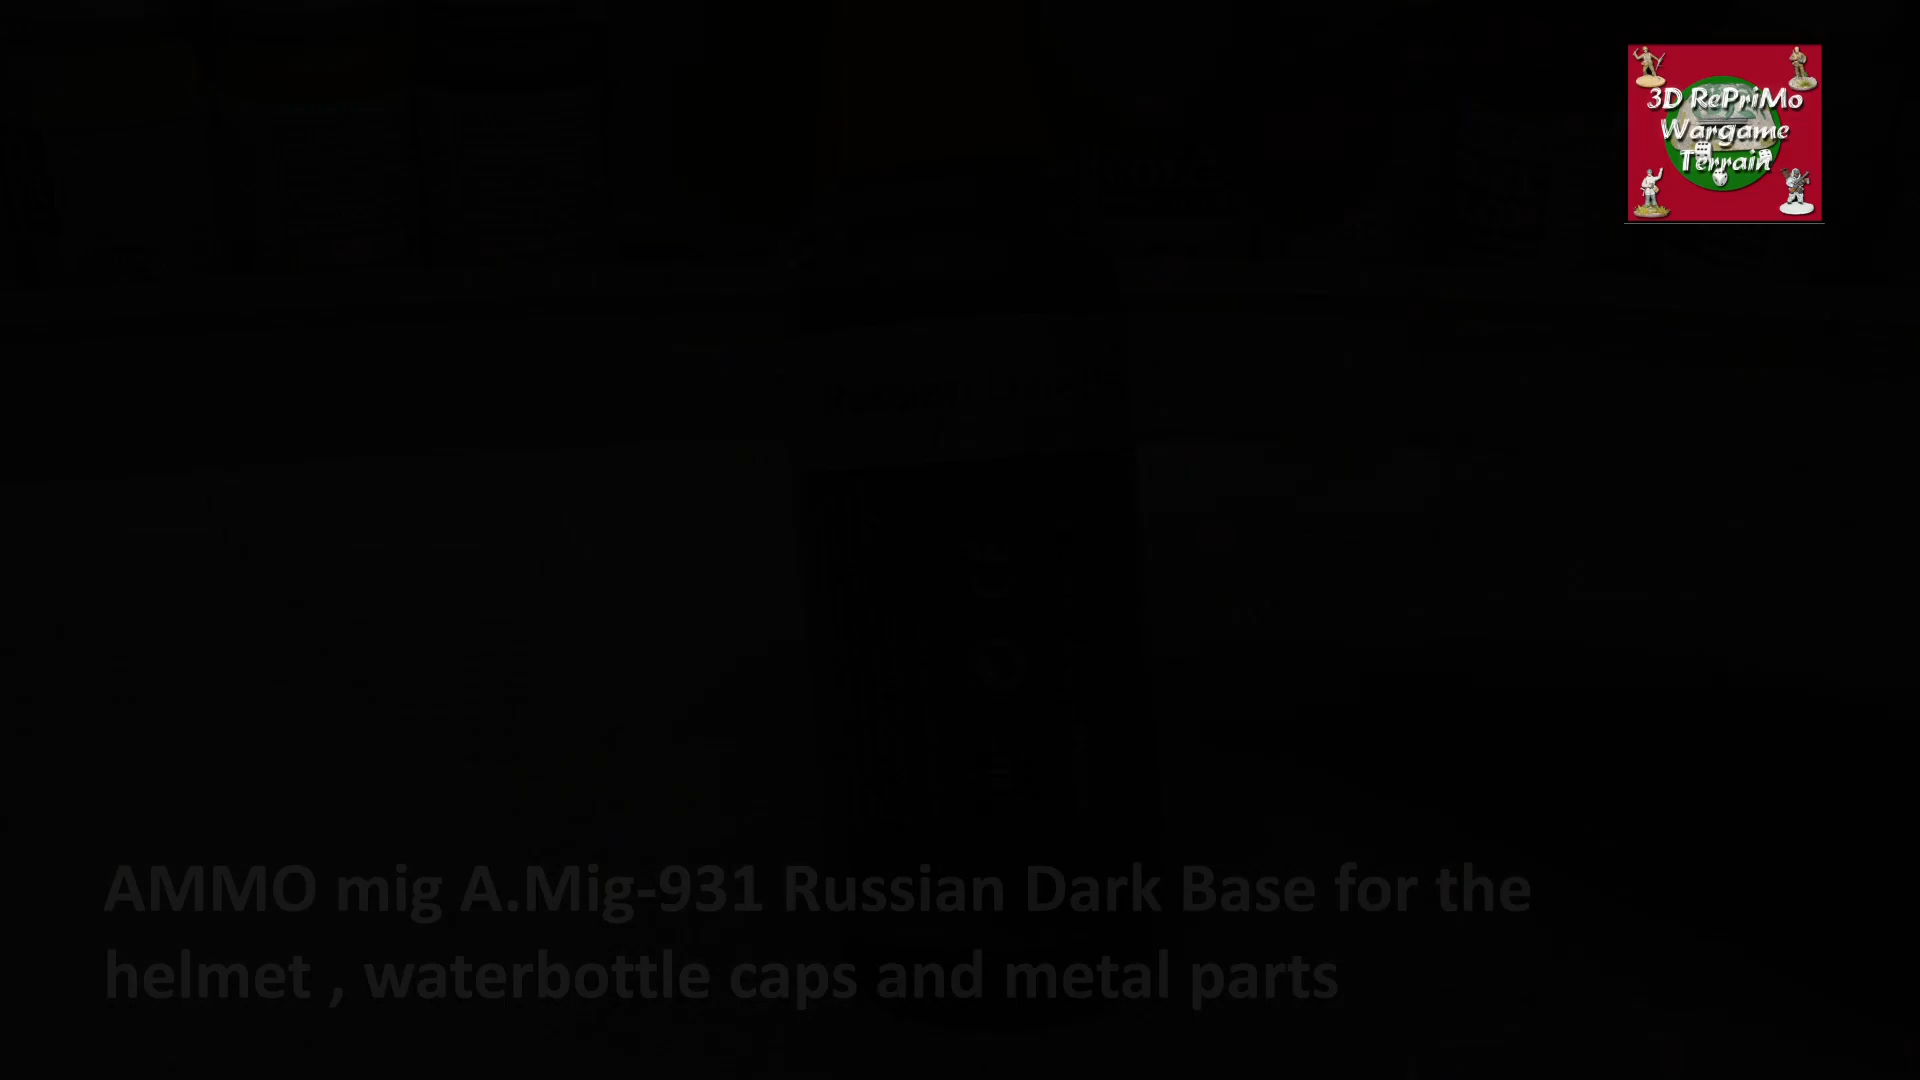 3D RePriMo
Wargame
Terrain
AMMO mig A.Mig-931 Russian Dark Base for the
helmet , waterbottle caps and metal parts